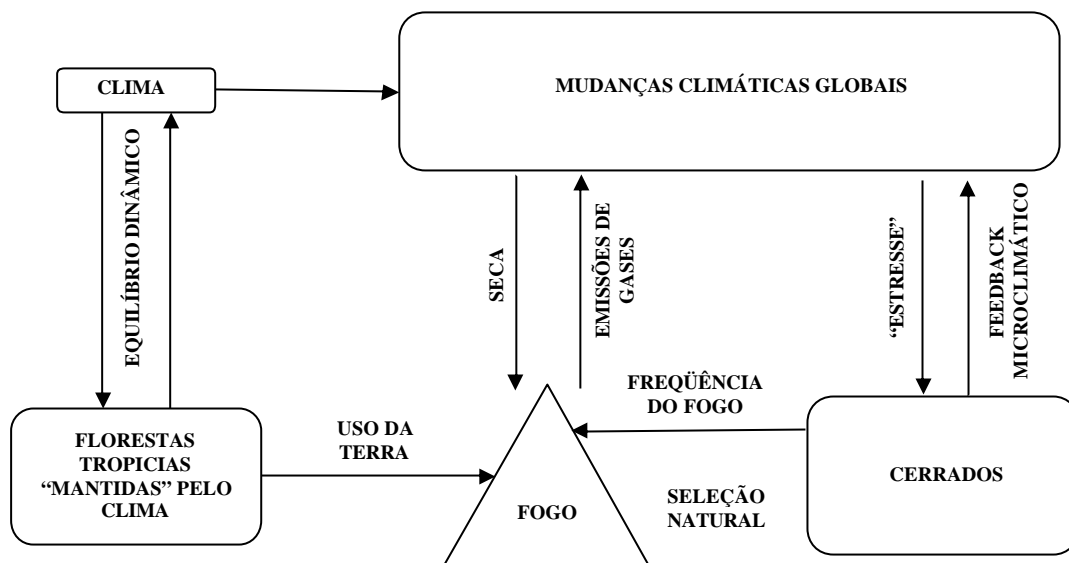 CLIMA
MUDANÇAS CLIMÁTICAS GLOBAIS
EQUILÍBRIO DINÂMICO
SECA
EMISSÕES DE
GASES
“ESTRESSE”
FEEDBACK
MICROCLIMÁTICO
FLORESTAS
TROPICIAS
“MANTIDAS” PELO
CLIMA
USO DA
TERRA
FOGO
FREQÜÊNCIA
DO FOGO
SELEÇÃO
NATURAL
CERRADOS